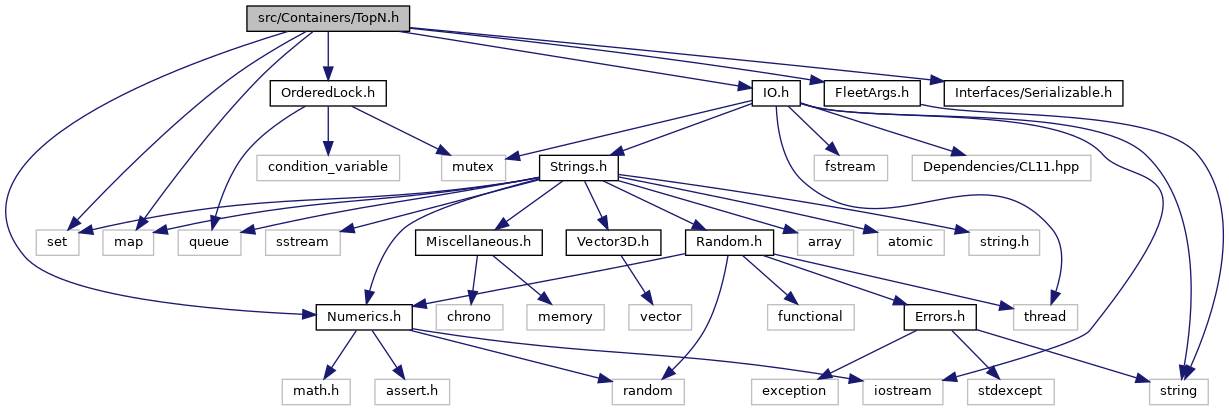 src/Containers/TopN.h
OrderedLock.h
IO.h
FleetArgs.h
Interfaces/Serializable.h
condition_variable
mutex
Strings.h
fstream
Dependencies/CL11.hpp
set
map
queue
sstream
Miscellaneous.h
Vector3D.h
Random.h
array
atomic
string.h
Numerics.h
chrono
memory
vector
functional
Errors.h
thread
math.h
assert.h
random
exception
iostream
stdexcept
string